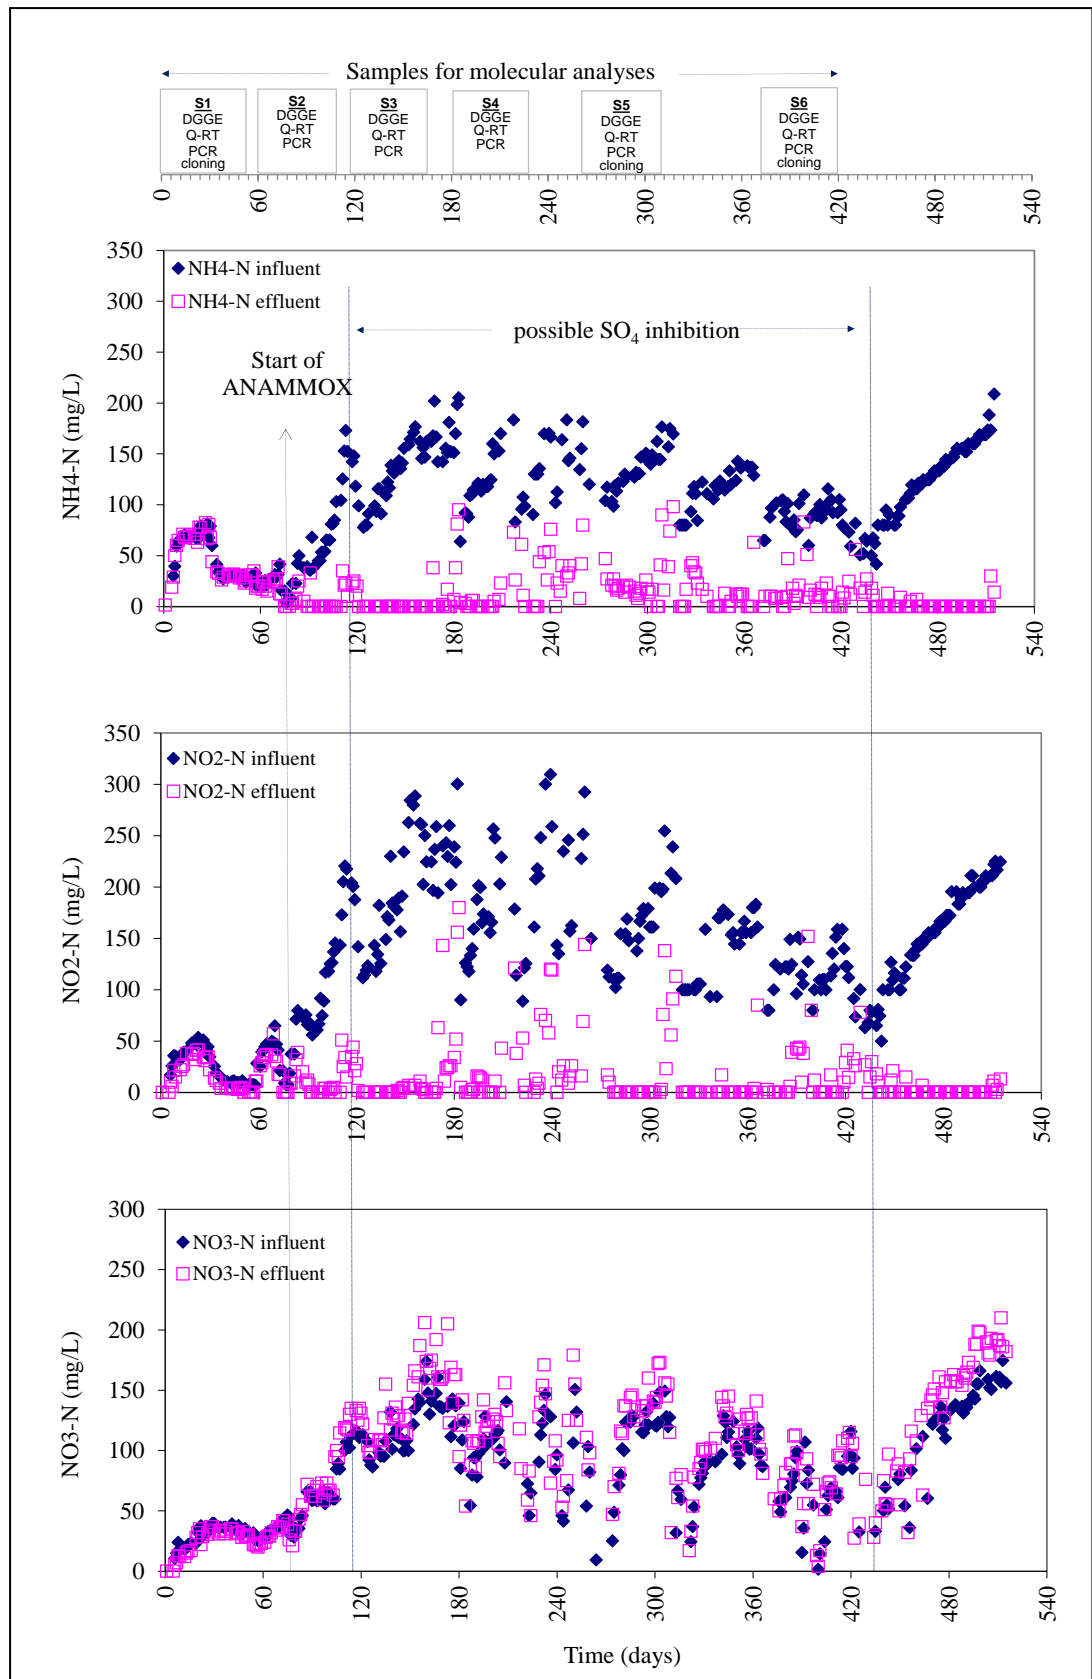 Samples for molecular analyses
S1 S2 S3 S4 S5 S6
DGGE DGGE DGGE DGGE DGGE DGGE
Q-RT Q-RT Q-RT Q-RT Q-RT Q-RT
PCR PCR PCR PCR PCR PCR
cloning cloning cloning
0 60 120 180 240 300 360 420 480 540
350
300
250
200
150
100
50
0
NH4-N (mg/L)
NH4-N influent
NH4-N effluent
possible SO4 inhibition
Start of
ANAMMOX
0 60 120 180 240 300 360 420 480 540
350
300
250
200
150
100
50
0
NO2-N (mg/L)
NO2-N influent
NO2-N effluent
0 60 120 180 240 300 360 420 480 540
300
250
200
150
100
50
0
NO3-N (mg/L)
NO3-N influent
NO3-N effluent
0 60 120 180 240 300 360 420 480 540
Time (days)